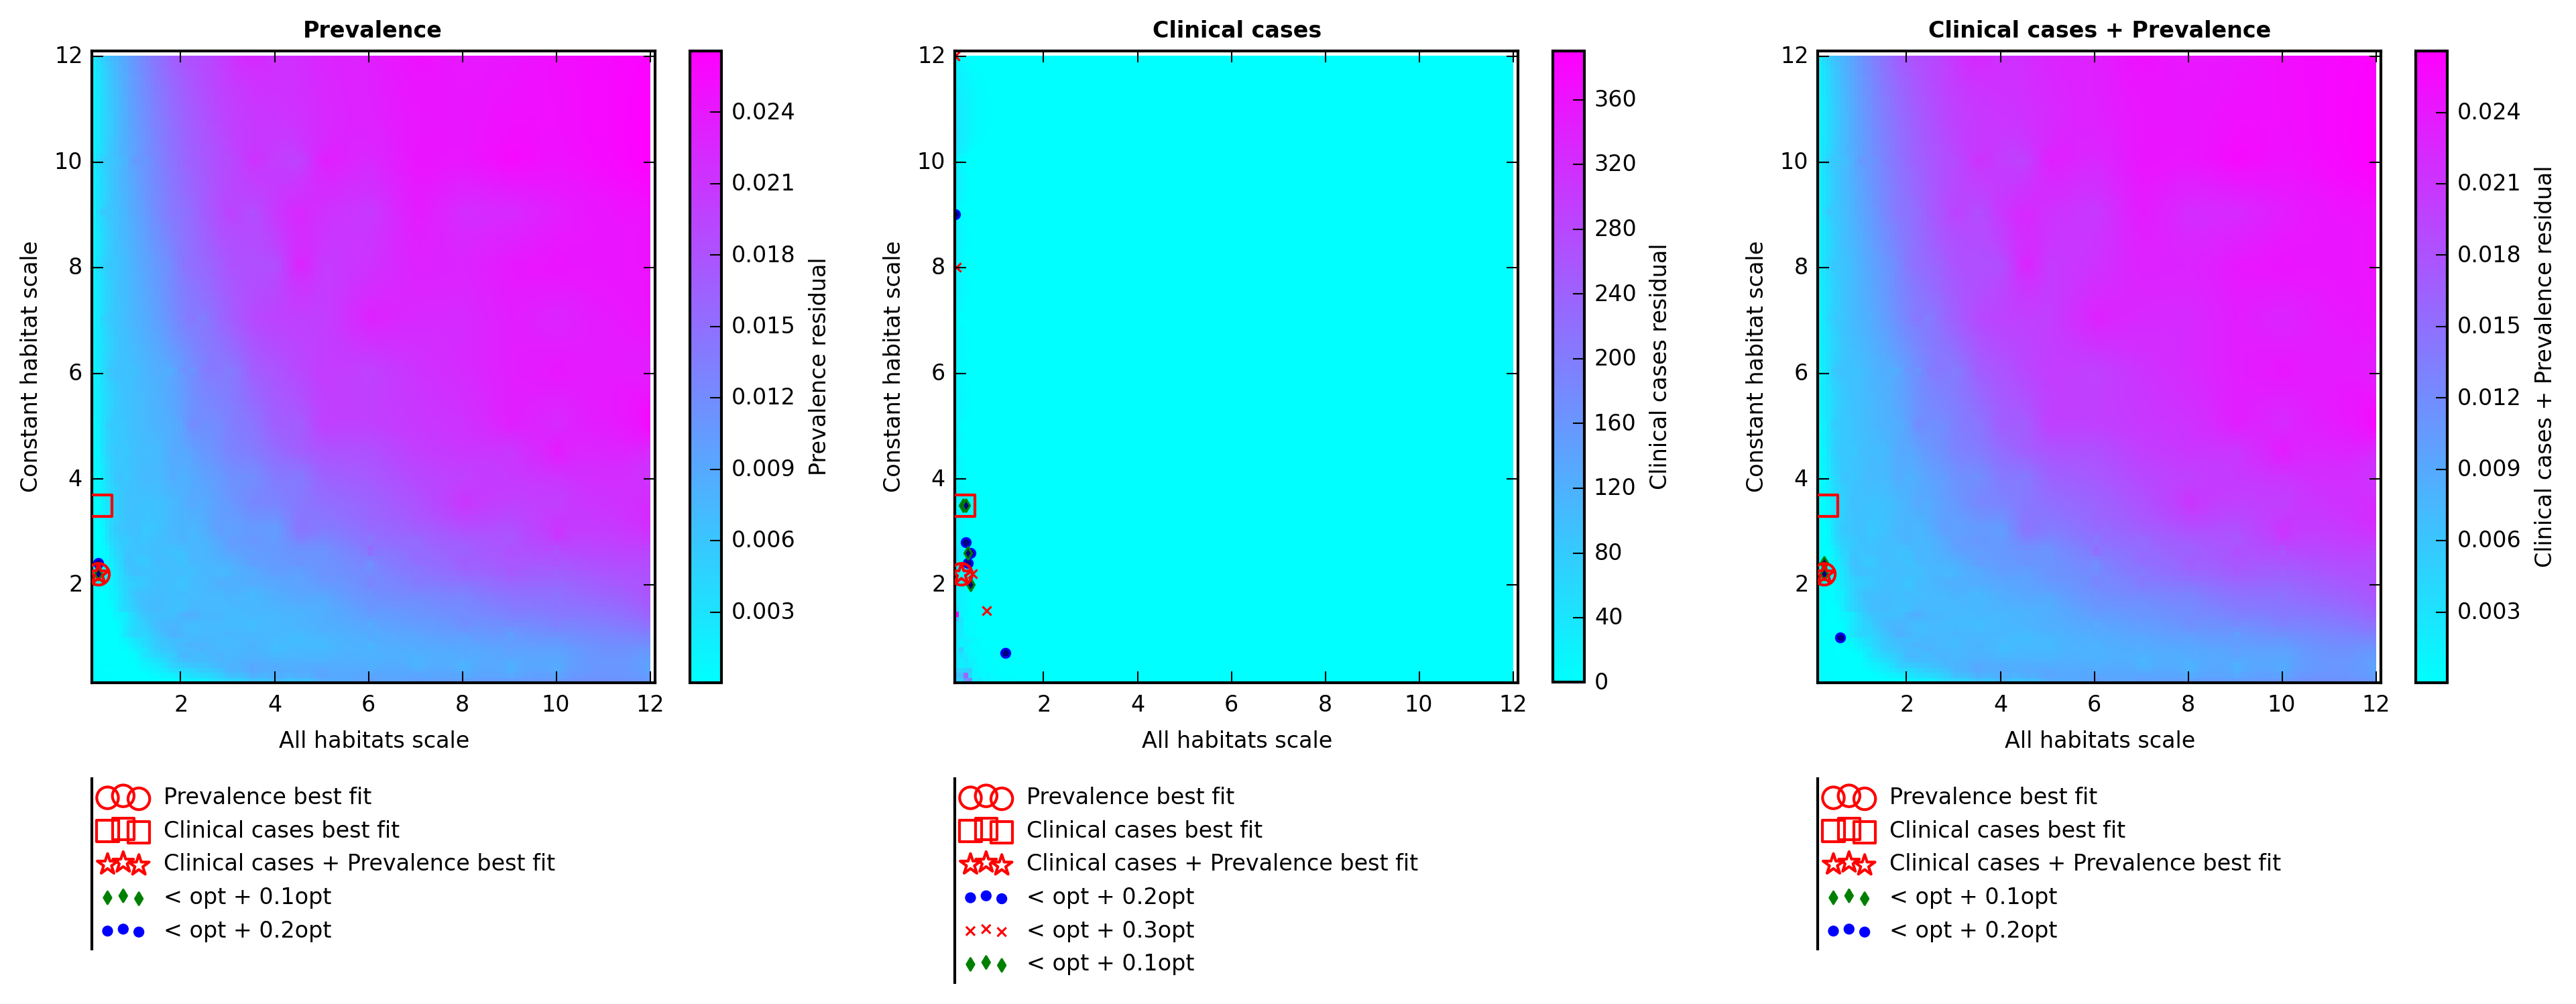 Prevalence
12
10
8
6
4
2
Constant habitat scale
2 4 6 8 10 12
All habitats scale
0.024
0.021
0.018
0.015
0.012
0.009
0.006
0.003
Prevalence residual
Prevalence best fit
Clinical cases best fit
Clinical cases + Prevalence best fit
< opt + 0.1opt
< opt + 0.2opt
Clinical cases
12
10
8
6
4
2
Constant habitat scale
2 4 6 8 10 12
All habitats scale
360
320
280
240
200
160
120
80
40
0
Clinical cases residual
Prevalence best fit
Clinical cases best fit
Clinical cases + Prevalence best fit
< opt + 0.2opt
< opt + 0.3opt
< opt + 0.1opt
Clinical cases + Prevalence
12
10
8
6
4
2
Constant habitat scale
2 4 6 8 10 12
All habitats scale
0.024
0.021
0.018
0.015
0.012
0.009
0.006
0.003
Clinical cases + Prevalence residual
Prevalence best fit
Clinical cases best fit
Clinical cases + Prevalence best fit
< opt + 0.1opt
< opt + 0.2opt